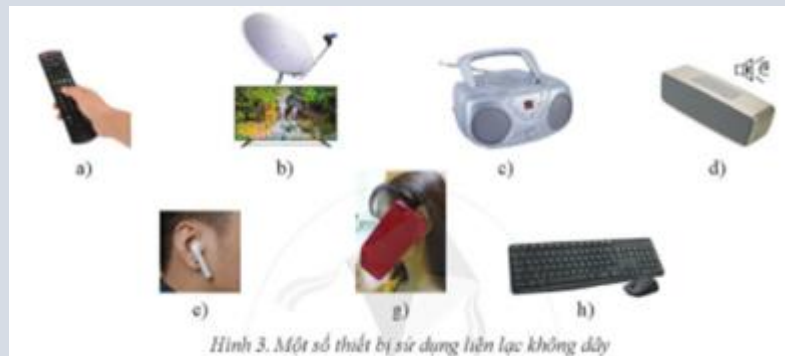 a)
b)
c)
d)
e)
g)
h)
Hình 3. Một số thiết bị sử dụng liên lạc không dây